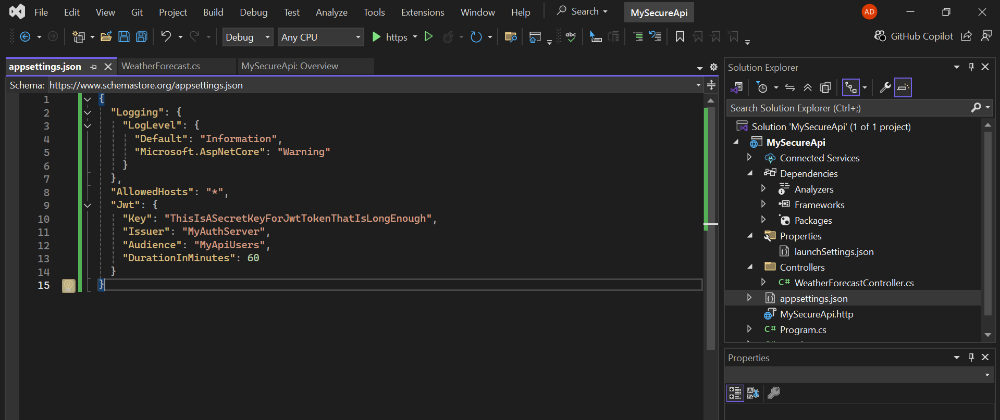 File Edit View Git Project Build Debug Test Analyze Tools Extensions Window Help Search MySecureApi AD
Debug Any CPU https abc GitHub Copilot
appsettings.json WeatherForecast.cs MySecureApi: Overview
Schema: https://www.schemastore.org/appsettings.json
1 {
2 "Logging": {
3 "LogLevel": {
4 "Default": "Information",
5 "Microsoft.AspNetCore": "Warning"
6 }
7 },
8 "AllowedHosts": "*",
9 "Jwt": {
10 "Key": "ThisIsASecretKeyForJwtTokenThatIsLongEnough",
11 "Issuer": "MyAuthServer",
12 "Audience": "MyApiUsers",
13 "DurationInMinutes": 60
14 }
15 }
Solution Explorer
Search Solution Explorer (Ctrl+;)
Solution 'MySecureApi' (1 of 1 project)
MySecureApi
Connected Services
Dependencies
Analyzers
Frameworks
Packages
Properties
launchSettings.json
Controllers
C# WeatherForecastController.cs
appsettings.json
MySecureApi.http
C# Program.cs
Properties